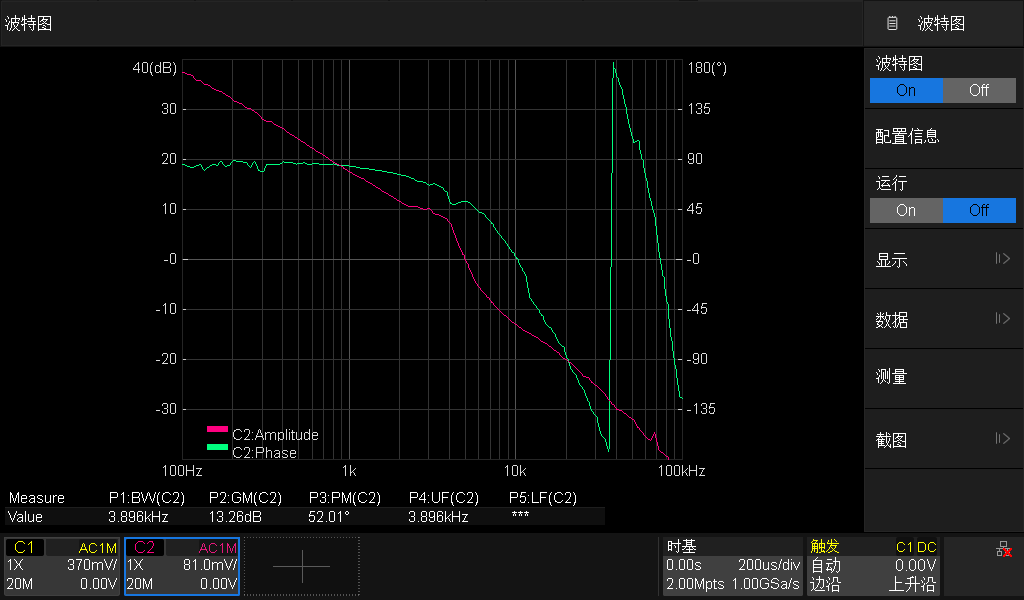 波特图
波特图
波特图
On Off
配置信息
运行
On Off
显示
数据
测量
截图
40(dB) 180(°)
30 135
20 90
10 45
-0 -0
-10 -45
-20 -90
-30 -135
C2:Amplitude
C2:Phase
100Hz 1k 10k 100kHz
Measure P1:BW(C2) P2:GM(C2) P3:PM(C2) P4:UF(C2) P5:LF(C2)
Value 3.896kHz 13.26dB 52.01° 3.896kHz ***
C1 AC1M
1X 370mV/
20M 0.00V
C2 AC1M
1X 81.0mV/
20M 0.00V
时基
0.00s 200us/div
2.00Mpts 1.00GSa/s
触发 C1 DC
自动 0.00V
边沿 上升沿